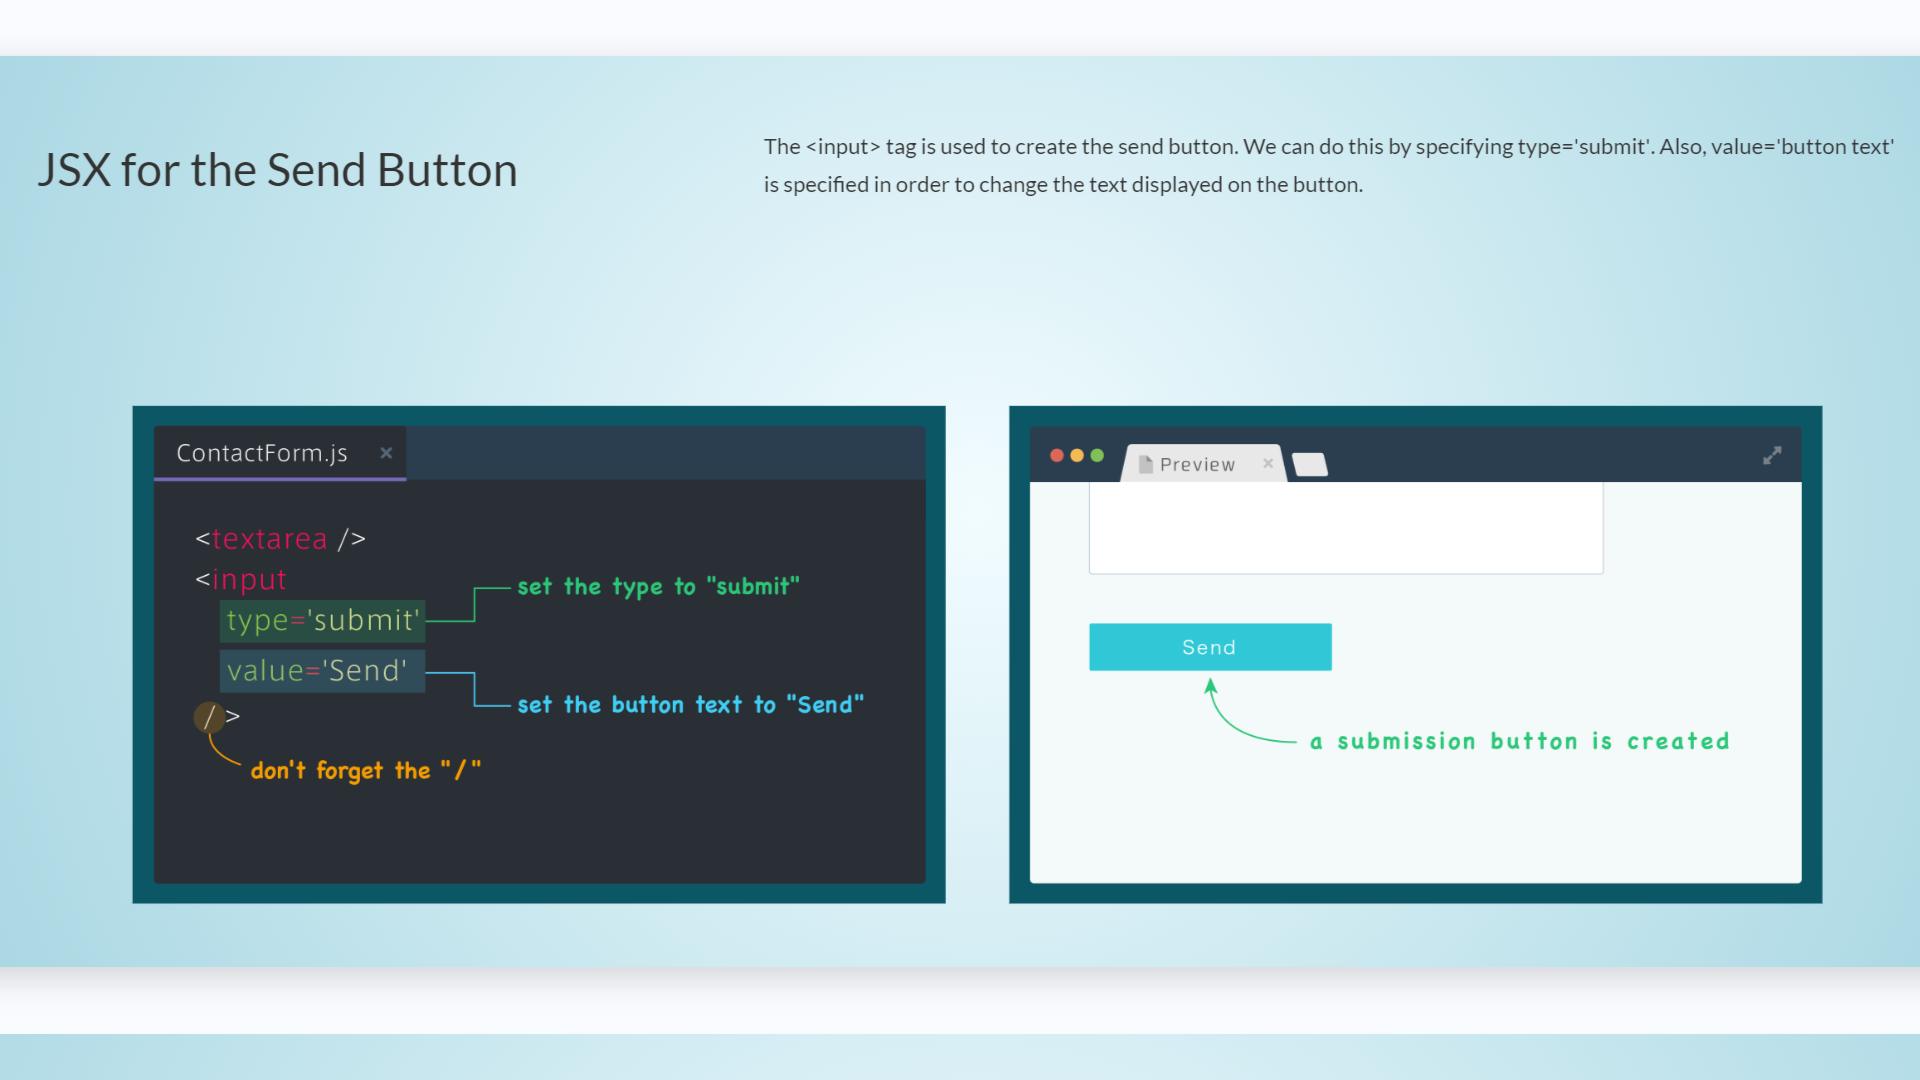 JSX for the Send Button
The <input> tag is used to create the send button. We can do this by specifying type='submit'. Also, value='button text'
is specified in order to change the text displayed on the button.
ContactForm.js ×
<textarea />
<input
type='submit'
set the type to "submit"
value='Send'
set the button text to "Send"
/>
don't forget the "/"
Preview ×
Send
a submission button is created